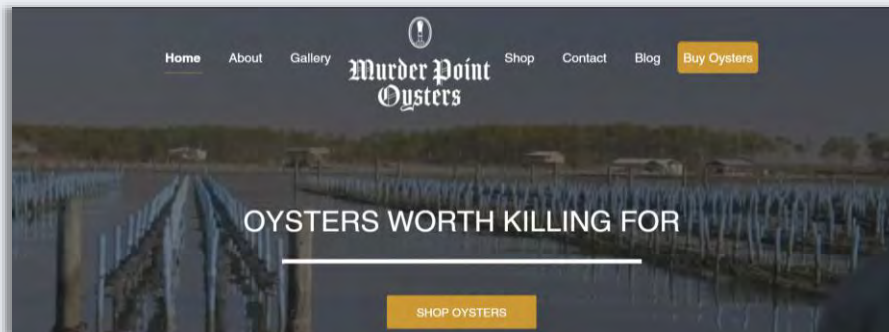 Home About Gallery Murder Point Oysters Shop Contact Blog Buy Oysters
OYSTERS WORTH KILLING FOR
SHOP OYSTERS